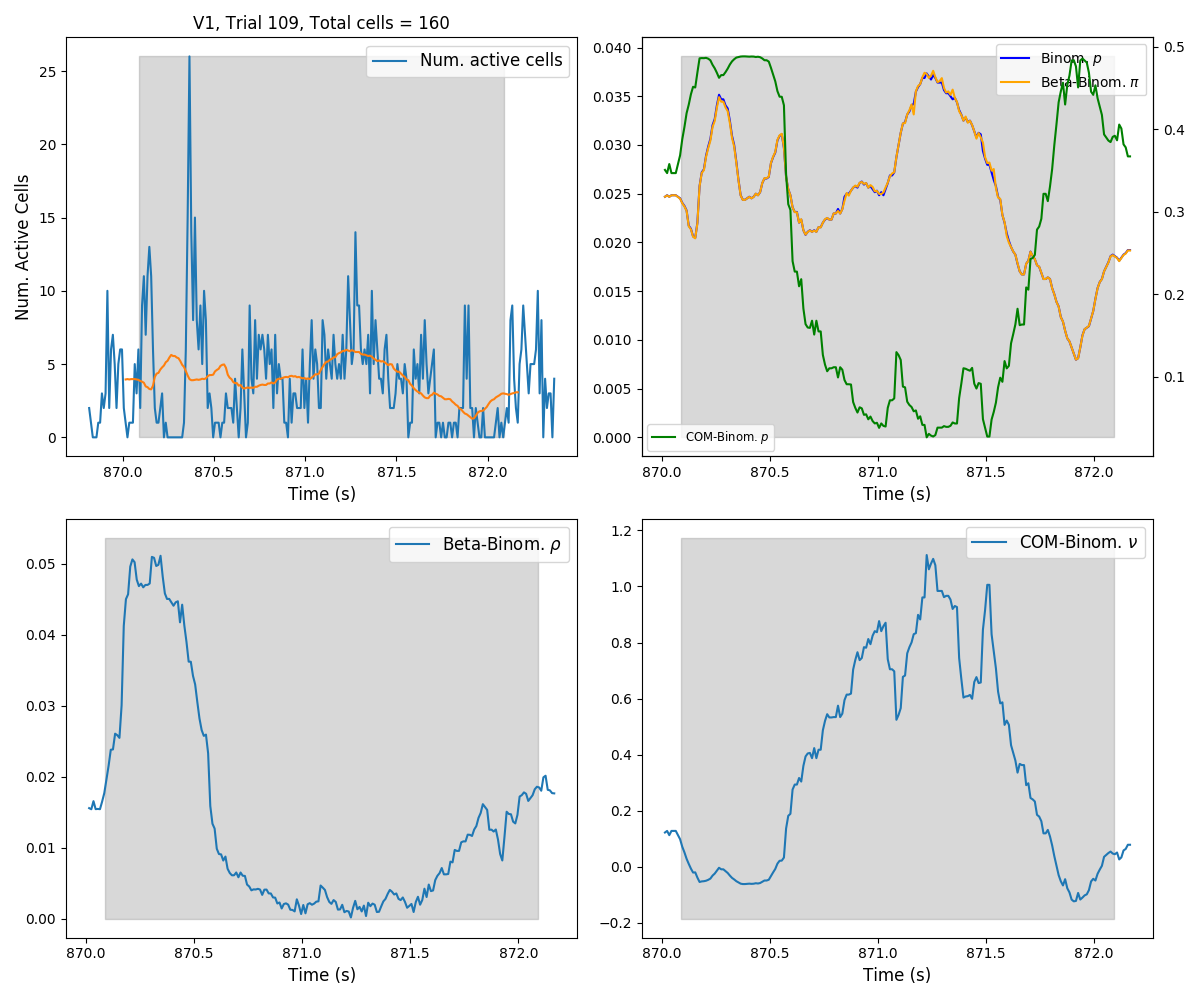 V1, Trial 109, Total cells = 160
Num. active cells
25
20
15
10
5
0
Num. Active Cells
870.0 870.5 871.0 871.5 872.0
Time (s)
Binom. p
Beta-Binom. π
COM-Binom. p
0.040
0.035
0.030
0.025
0.020
0.015
0.010
0.005
0.000
0.5
0.4
0.3
0.2
0.1
870.0 870.5 871.0 871.5 872.0
Time (s)
Beta-Binom. ρ
0.05
0.04
0.03
0.02
0.01
0.00
870.0 870.5 871.0 871.5 872.0
Time (s)
COM-Binom. ν
1.2
1.0
0.8
0.6
0.4
0.2
0.0
−0.2
870.0 870.5 871.0 871.5 872.0
Time (s)